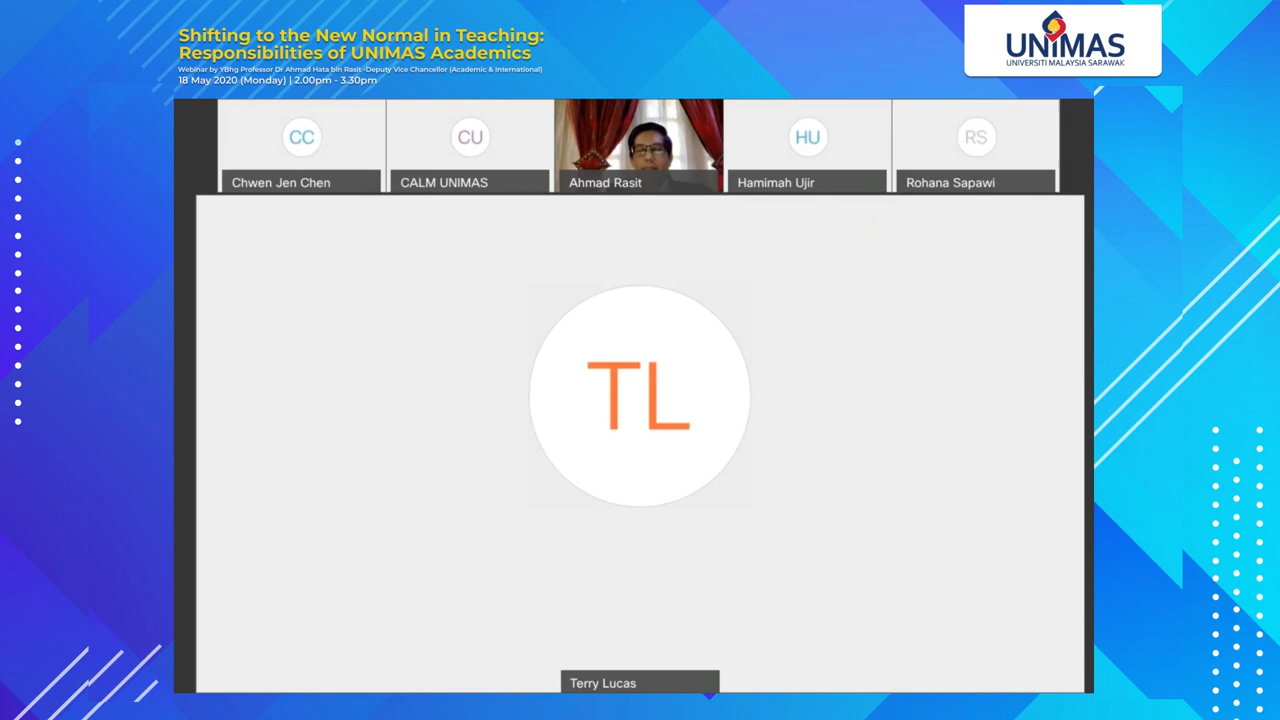 Shifting to the New Normal in Teaching:
Responsibilities of UNIMAS Academics
Webinar by YBhg Professor Dr Ahmad Hata bin Rasit -Deputy Vice Chancellor (Academic & International)
18 May 2020 (Monday) | 2.00pm - 3.30pm
UNIMAS
UNIVERSITI MALAYSIA SARAWAK
CC
CU
HU
RS
Chwen Jen Chen
CALM UNIMAS
Ahmad Rasit
Hamimah Ujir
Rohana Sapawi
TL
Terry Lucas